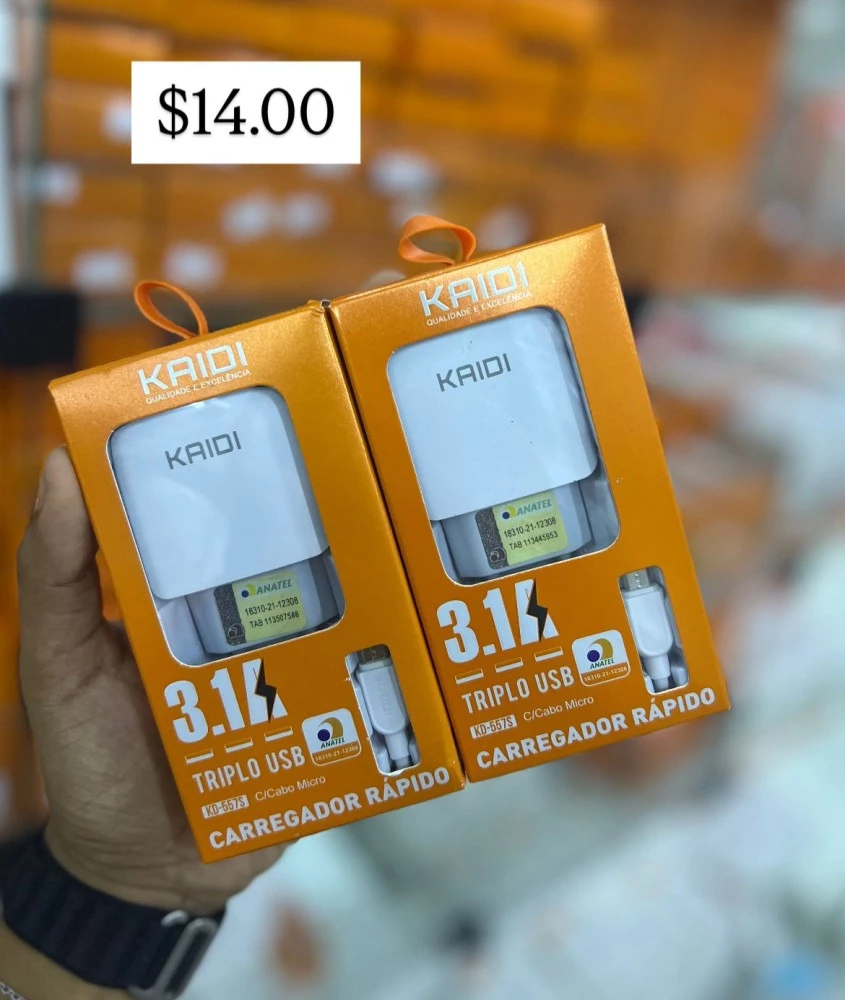 $14.00
KAIDI
QUALIDADE E EXCELÊNCIA
KAIDI
ANATEL
18310-21-12308
TAB 113507546
3.1A
TRIPLO USB
ANATEL
18310-21-12308
KD-557S
C/Cabo Micro
CARREGADOR RÁPIDO
KAIDI
QUALIDADE E EXCELÊNCIA
KAIDI
ANATEL
18310-21-12308
TAB 113445953
3.1A
TRIPLO USB
ANATEL
18310-21-12308
KD-557S
C/Cabo Micro
CARREGADOR RÁPIDO